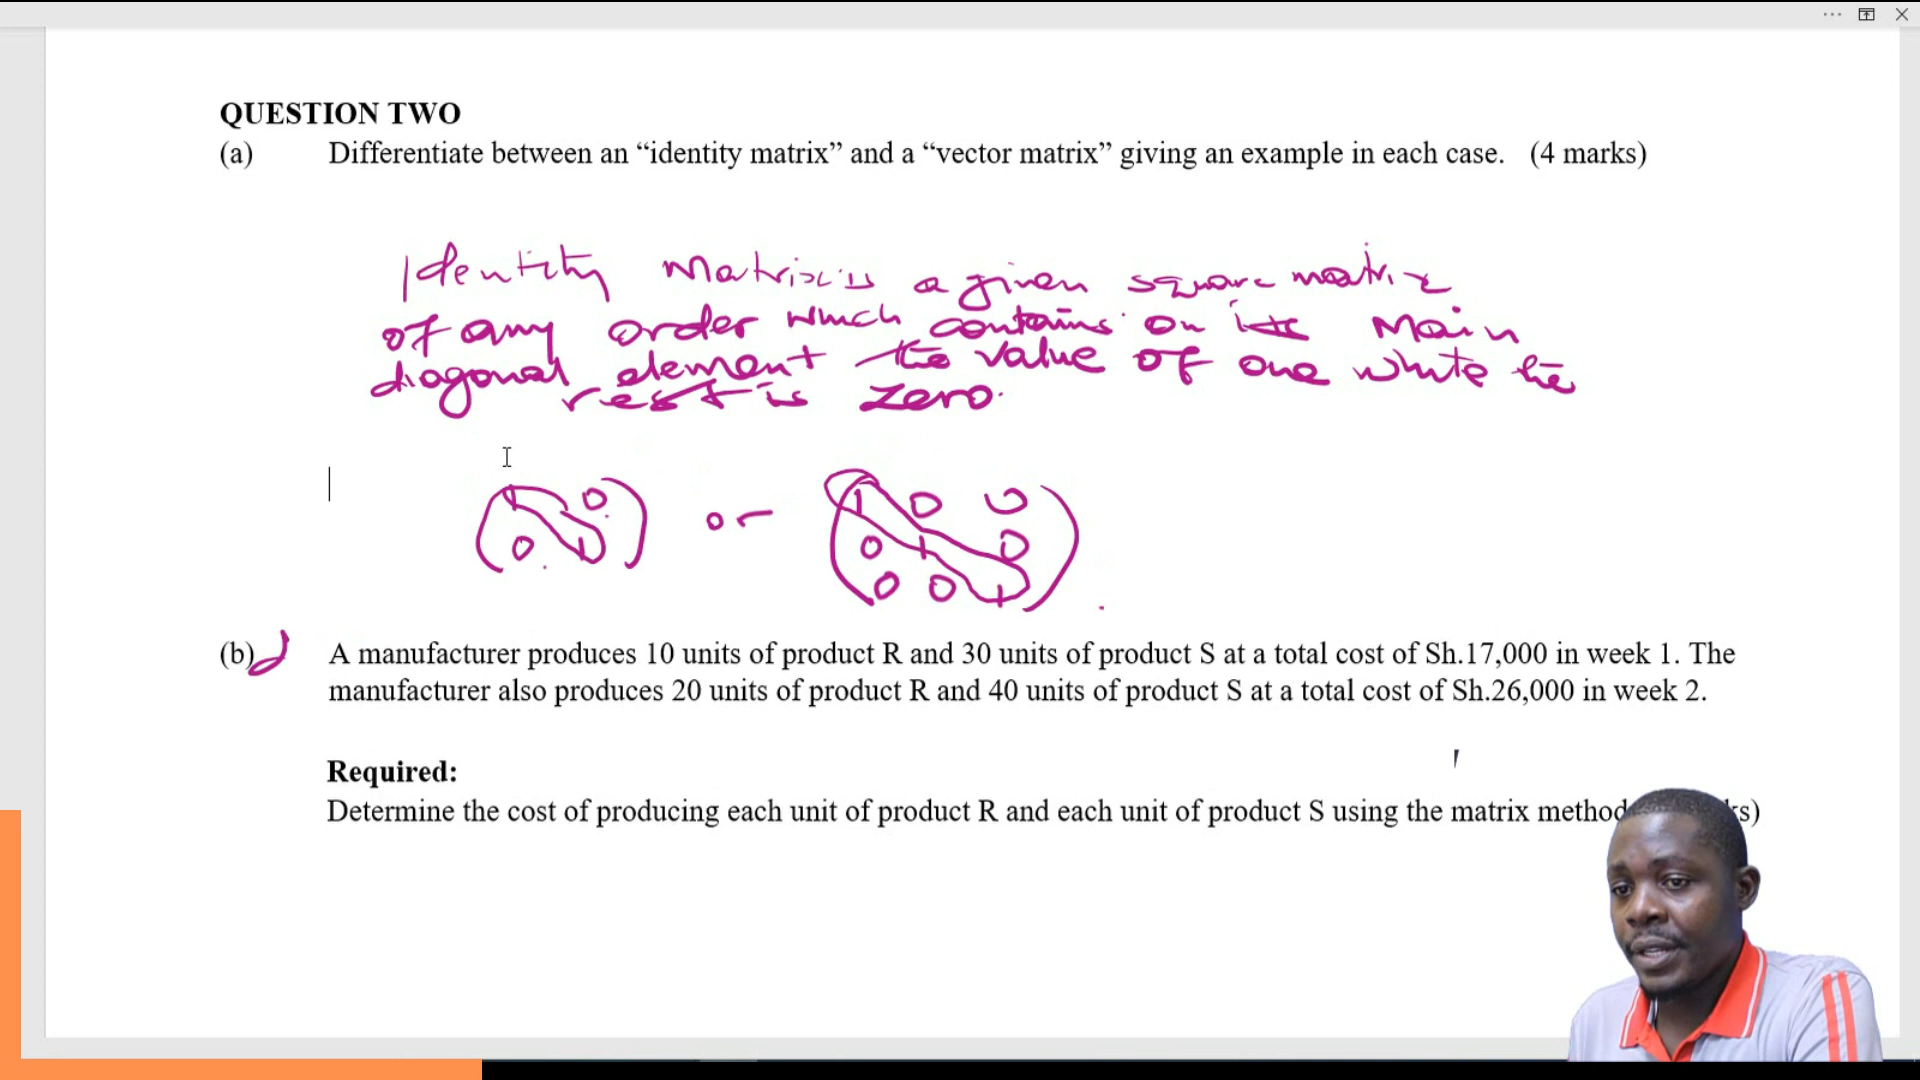 QUESTION TWO
(a) Differentiate between an “identity matrix” and a “vector matrix” giving an example in each case. (4 marks)
Identity Matrix is a given square matrix
of any order which contains on its Main
diagonal element the value of one while the
rest is zero.
1 0 or 1 0 0
0 1 0 1 0
0 0 1
(b) A manufacturer produces 10 units of product R and 30 units of product S at a total cost of Sh.17,000 in week 1. The
manufacturer also produces 20 units of product R and 40 units of product S at a total cost of Sh.26,000 in week 2.
Required:
Determine the cost of producing each unit of product R and each unit of product S using the matrix method